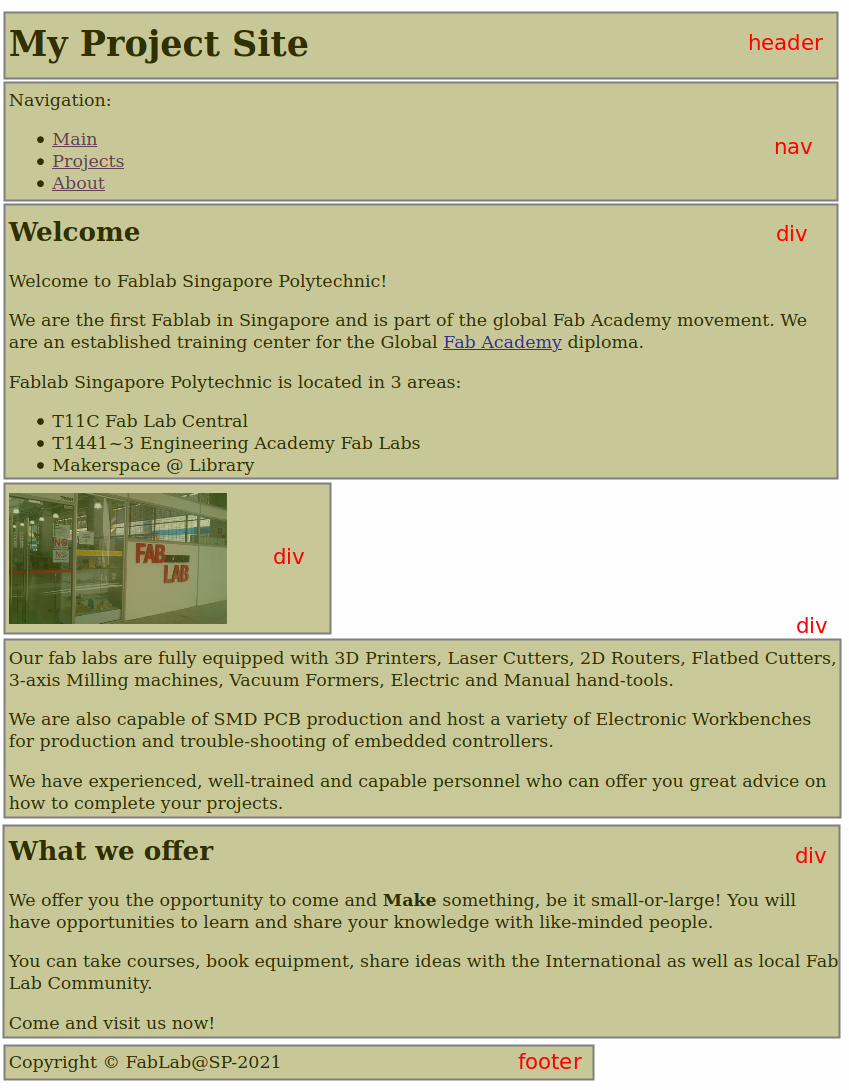 My Project Site
header
Navigation:
• Main
• Projects
• About
nav
Welcome
div
Welcome to Fablab Singapore Polytechnic!
We are the first Fablab in Singapore and is part of the global Fab Academy movement. We
are an established training center for the Global Fab Academy diploma.
Fablab Singapore Polytechnic is located in 3 areas:
• T11C Fab Lab Central
• T1441~3 Engineering Academy Fab Labs
• Makerspace @ Library
FAB
LAB
div
div
Our fab labs are fully equipped with 3D Printers, Laser Cutters, 2D Routers, Flatbed Cutters,
3-axis Milling machines, Vacuum Formers, Electric and Manual hand-tools.
We are also capable of SMD PCB production and host a variety of Electronic Workbenches
for production and trouble-shooting of embedded controllers.
We have experienced, well-trained and capable personnel who can offer you great advice on
how to complete your projects.
What we offer
div
We offer you the opportunity to come and Make something, be it small-or-large! You will
have opportunities to learn and share your knowledge with like-minded people.
You can take courses, book equipment, share ideas with the International as well as local Fab
Lab Community.
Come and visit us now!
Copyright © FabLab@SP-2021
footer